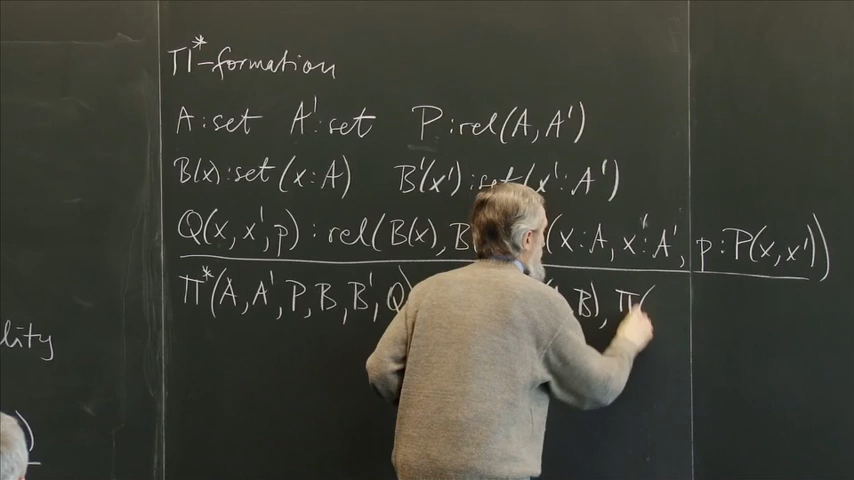 Π*-formation
A : set A' : set P : rel(A, A')
B(x) : set (x : A) B'(x') : set (x' : A')
Q(x, x', p) : rel(B(x), B (x : A, x' : A', p : P(x, x'))
Π*(A, A', P, B, B', Q) B), Π(
lity
)